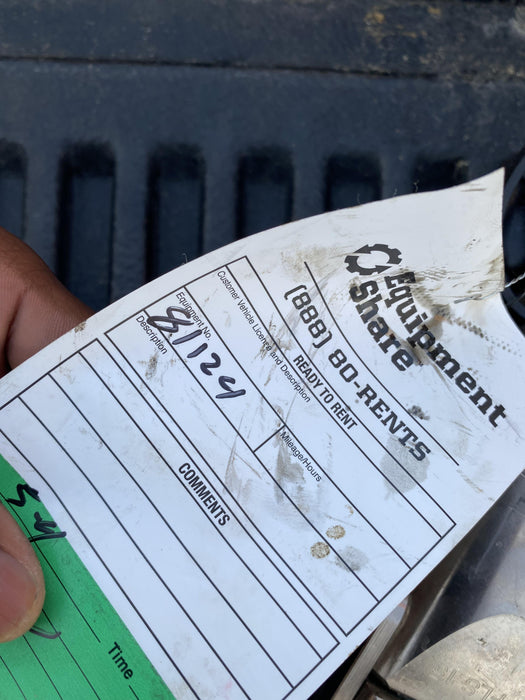 Equipment
Share
(888) 80-RENTS
READY TO RENT
Customer Vehicle License and Description
Mileage/Hours
Equipment No.
81124
Description
COMMENTS
Time